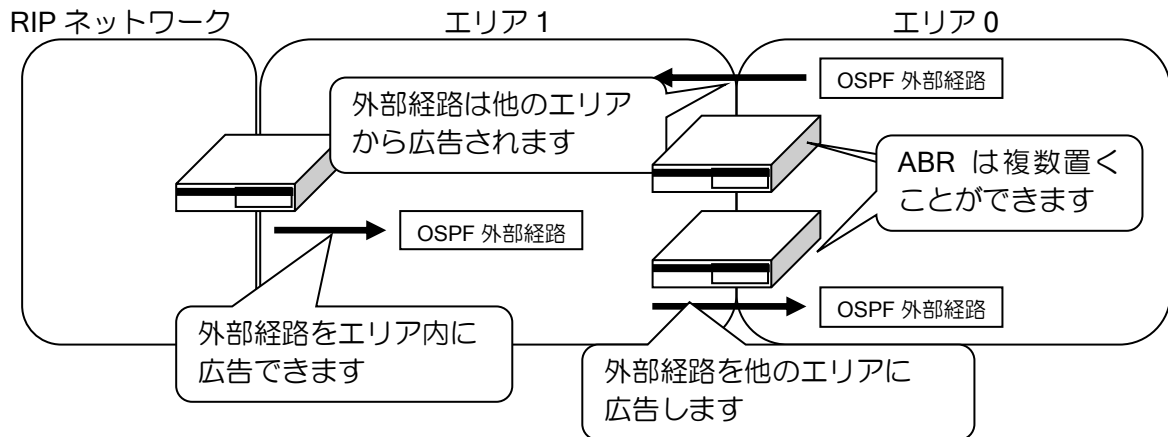 RIP ネットワーク
エリア 1
エリア 0
OSPF 外部経路
外部経路は他のエリア
から広告されます
ABR は複数置く
ことができます
OSPF 外部経路
OSPF 外部経路
外部経路をエリア内に
広告できます
外部経路を他のエリアに
広告します